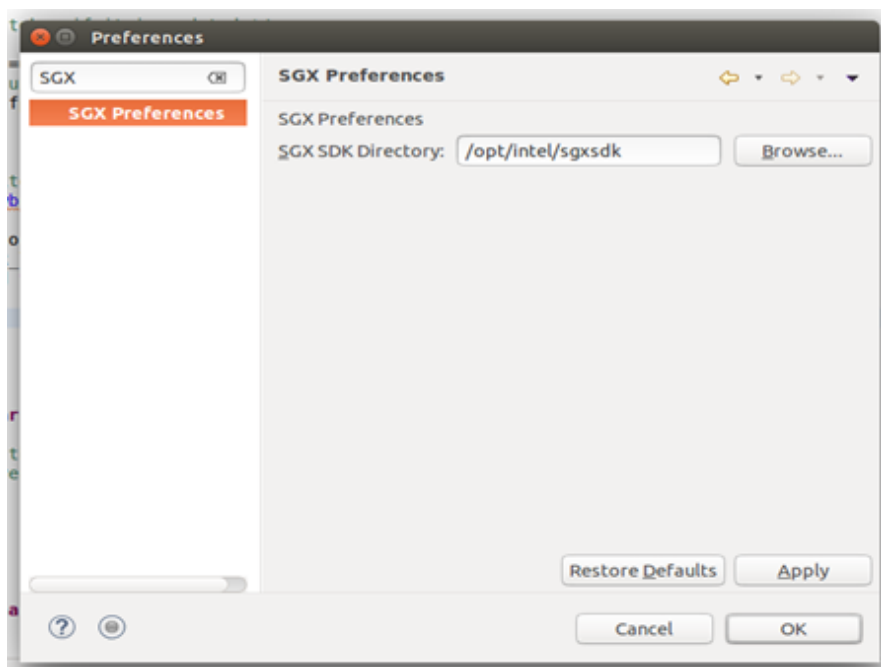 Preferences
SGX
SGX Preferences
SGX Preferences
SGX Preferences
SGX SDK Directory: /opt/intel/sgxsdk Browse...
Restore Defaults Apply
Cancel OK